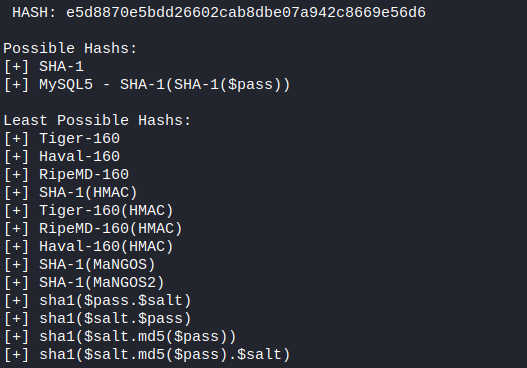 HASH: e5d8870e5bdd26602cab8dbe07a942c8669e56d6
Possible Hashs:
[+] SHA-1
[+] MySQL5 - SHA-1(SHA-1($pass))
Least Possible Hashs:
[+] Tiger-160
[+] Haval-160
[+] RipeMD-160
[+] SHA-1(HMAC)
[+] Tiger-160(HMAC)
[+] RipeMD-160(HMAC)
[+] Haval-160(HMAC)
[+] SHA-1(MaNGOS)
[+] SHA-1(MaNGOS2)
[+] sha1($pass.$salt)
[+] sha1($salt.$pass)
[+] sha1($salt.md5($pass))
[+] sha1($salt.md5($pass).$salt)